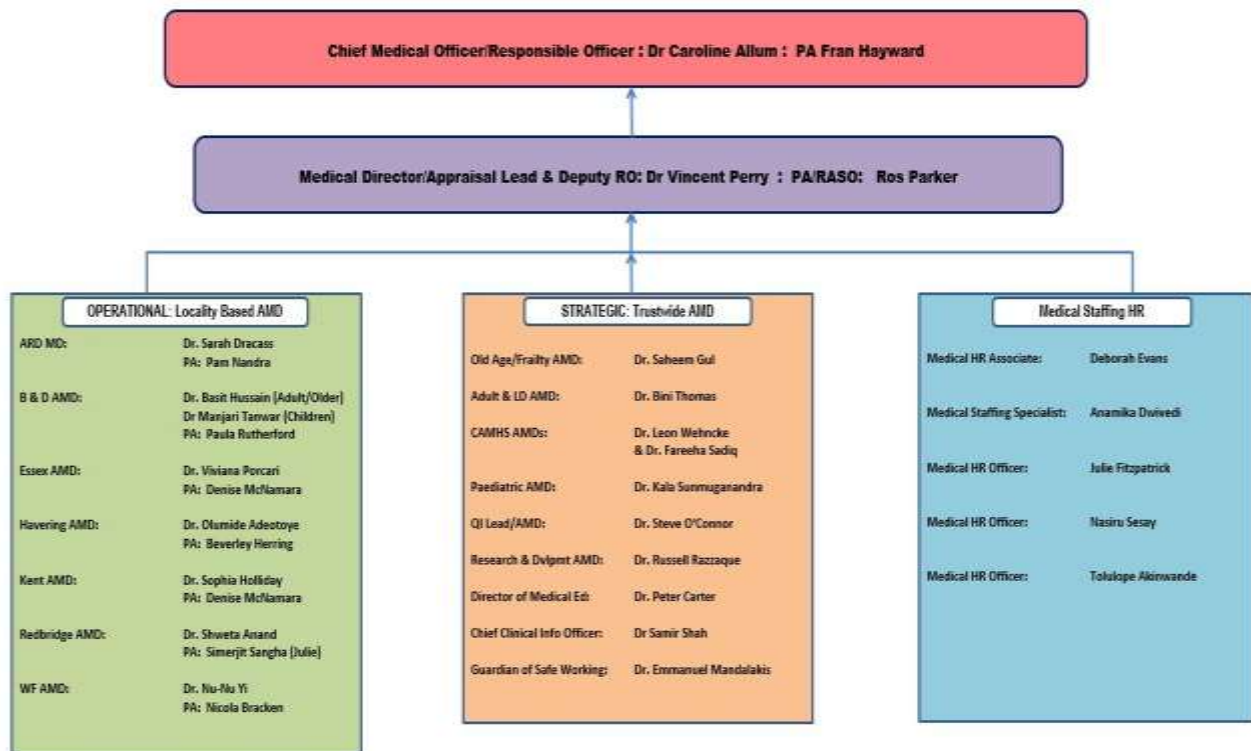 Chief Medical Officer/Responsible Officer : Dr Caroline Allum : PA Fran Hayward
Medical Director/Appraisal Lead & Deputy RO: Dr Vincent Perry : PA/RASO: Ros Parker
OPERATIONAL: Locality Based AMD
ARD MD: Dr. Sarah Dracass
PA: Pam Nandra
B & D AMD: Dr. Basit Hussain (Adult/Older)
Dr Manjari Tanwar (Children)
PA: Paula Rutherford
Essex AMD: Dr. Viviana Porcari
PA: Denise McNamara
Havering AMD: Dr. Olumide Adeotoye
PA: Beverley Herring
Kent AMD: Dr. Sophia Holliday
PA: Denise McNamara
Redbridge AMD: Dr. Shweta Anand
PA: Simerjit Sangha (Julie)
WF AMD: Dr. Nu-Nu Yi
PA: Nicola Bracken
STRATEGIC: Trustwide AMD
Old Age/Frailty AMD: Dr. Saheem Gul
Adult & LD AMD: Dr. Bini Thomas
CAMHS AMDs: Dr. Leon Wehncke
& Dr. Fareeha Sadiq
Paediatric AMD: Dr. Kala Sunmuganandra
QI Lead/AMD: Dr. Steve O'Connor
Research & Dvlpmt AMD: Dr. Russell Razzaque
Director of Medical Ed: Dr. Peter Carter
Chief Clinical Info Officer: Dr Samir Shah
Guardian of Safe Working: Dr. Emmanuel Mandalakis
Medical Staffing HR
Medical HR Associate: Deborah Evans
Medical Staffing Specialist: Anamika Dwivedi
Medical HR Officer: Julie Fitzpatrick
Medical HR Officer: Nasiru Sesay
Medical HR Officer: Tolulope Akinwande